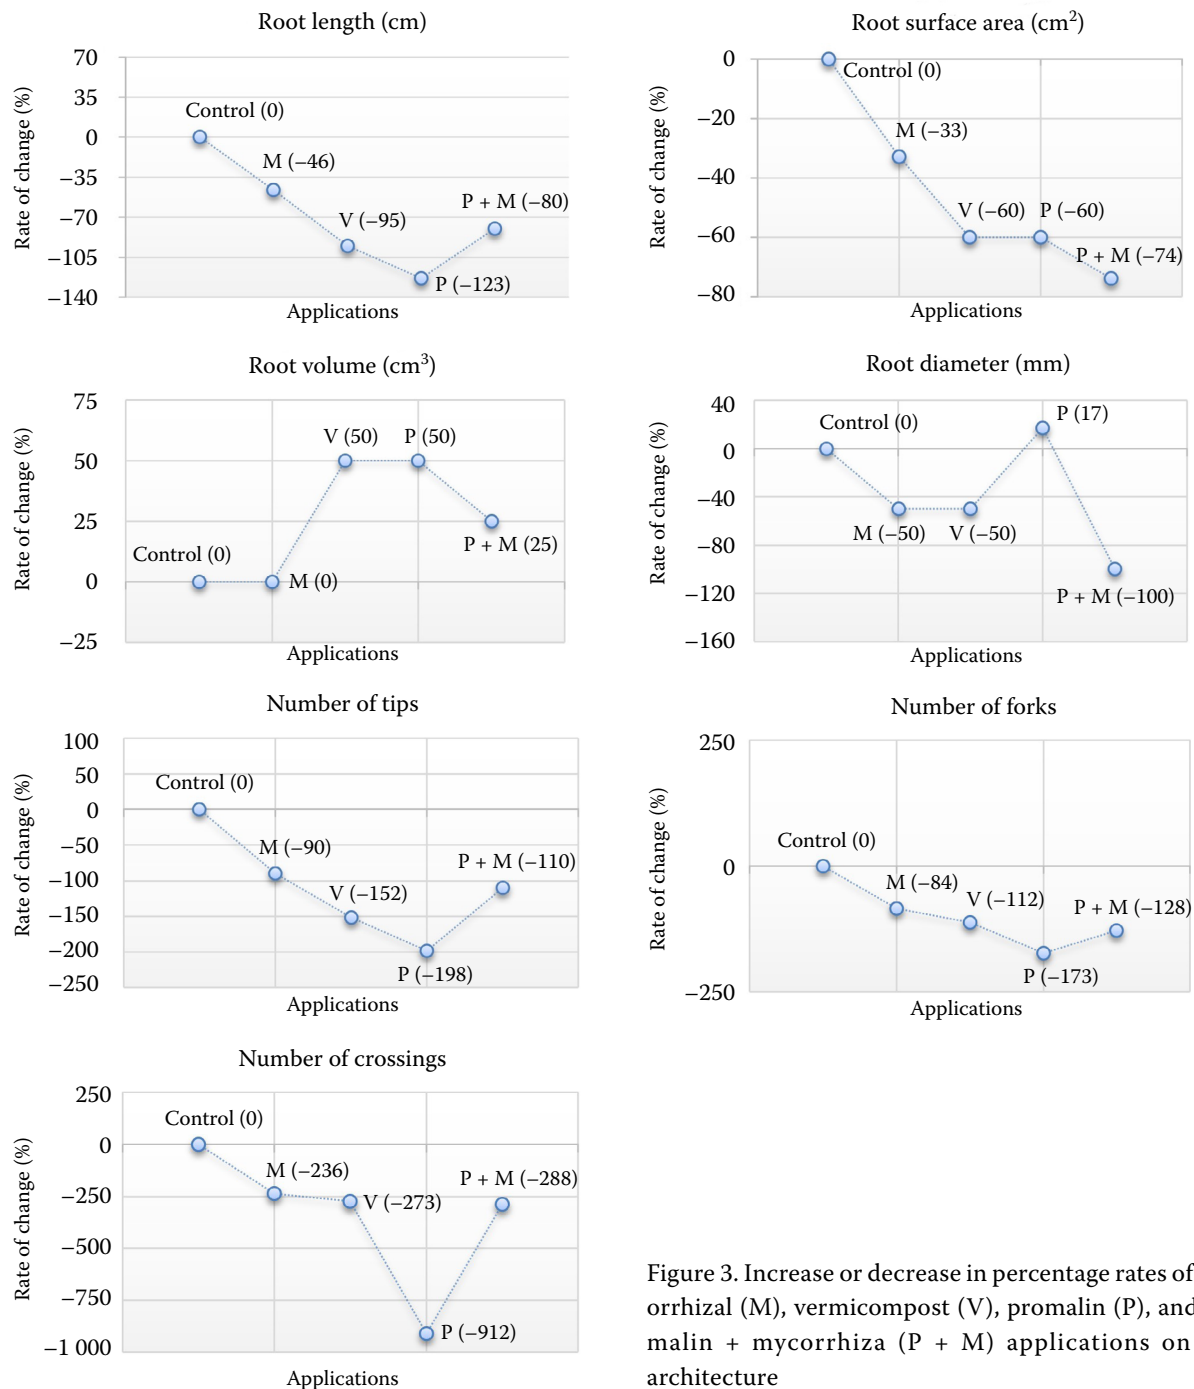 Root length (cm)
Rate of change (%)
70
35
0
−35
−70
−105
−140
Control (0)
M (−46)
V (−95)
P (−123)
P + M (−80)
Applications
Root surface area (cm²)
Rate of change (%)
0
−20
−40
−60
−80
Control (0)
M (−33)
V (−60)
P (−60)
P + M (−74)
Applications
Root volume (cm³)
Rate of change (%)
75
50
25
0
−25
Control (0)
M (0)
V (50)
P (50)
P + M (25)
Applications
Root diameter (mm)
Rate of change (%)
40
0
−40
−80
−120
−160
Control (0)
M (−50)
V (−50)
P (17)
P + M (−100)
Applications
Number of tips
Rate of change (%)
100
50
0
−50
−100
−150
−200
−250
Control (0)
M (−90)
V (−152)
P (−198)
P + M (−110)
Applications
Number of forks
Rate of change (%)
250
0
−250
Control (0)
M (−84)
V (−112)
P (−173)
P + M (−128)
Applications
Number of crossings
Rate of change (%)
250
0
−250
−500
−750
−1 000
Control (0)
M (−236)
V (−273)
P (−912)
P + M (−288)
Applications
Figure 3. Increase or decrease in percentage rates of
orrhizal (M), vermicompost (V), promalin (P), and
malin + mycorrhiza (P + M) applications on
architecture